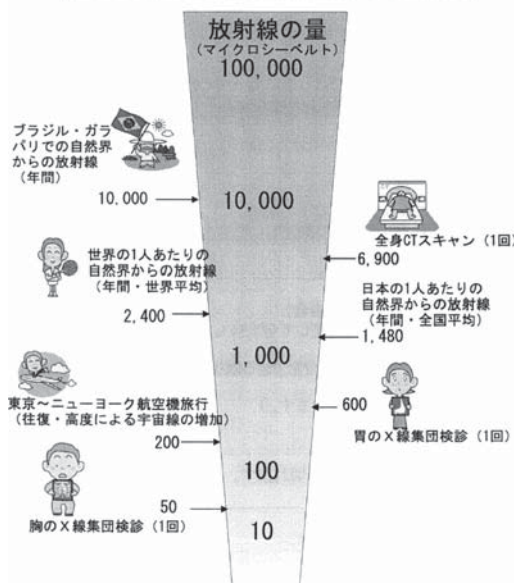 放射線の量
(マイクロシーベルト)
100,000
ブラジル・ガラ
パリでの自然界
からの放射線
(年間)
10,000
10,000
全身CTスキャン (1回)
6,900
世界の1人あたりの
自然界からの放射線
(年間・世界平均)
2,400
日本の1人あたりの
自然界からの放射線
(年間・全国平均)
1,480
1,000
東京～ニューヨーク航空機旅行
(往復・高度による宇宙線の増加)
200
600
胃のX線集団検診 (1回)
100
50
胸のX線集団検診 (1回)
10